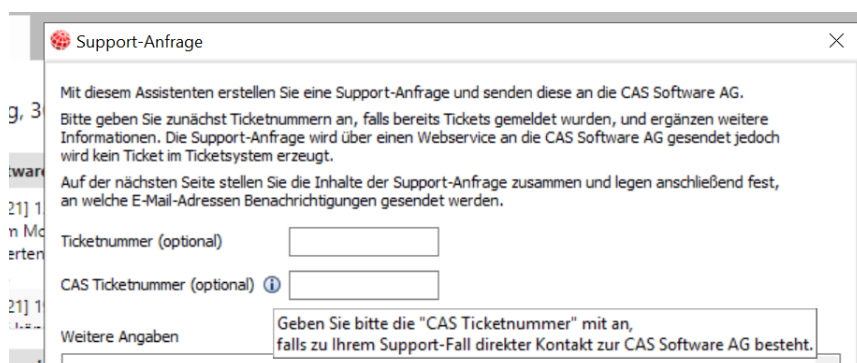 Support-Anfrage
Mit diesem Assistenten erstellen Sie eine Support-Anfrage und senden diese an die CAS Software AG.
Bitte geben Sie zunächst Ticketnummern an, falls bereits Tickets gemeldet wurden, und ergänzen weitere
Informationen. Die Support-Anfrage wird über einen Webservice an die CAS Software AG gesendet jedoch
wird kein Ticket im Ticketsystem erzeugt.
Auf der nächsten Seite stellen Sie die Inhalte der Support-Anfrage zusammen und legen anschließend fest,
an welche E-Mail-Adressen Benachrichtigungen gesendet werden.
Ticketnummer (optional)
CAS Ticketnummer (optional)
Geben Sie bitte die "CAS Ticketnummer" mit an,
falls zu Ihrem Support-Fall direkter Kontakt zur CAS Software AG besteht.
Weitere Angaben